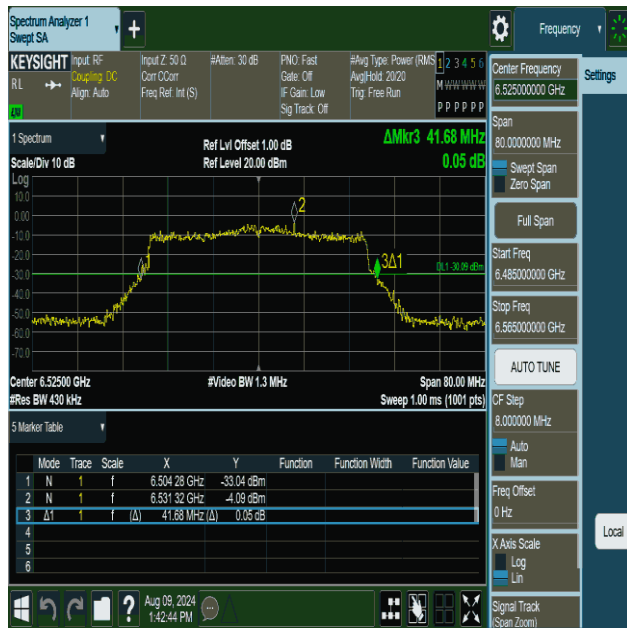 Spectrum Analyzer 1
Swept SA
Frequency
KEYSIGHT
RL
Input: RF
Coupling: DC
Align: Auto
Input Z: 50 Ω
Corr CCorr
Freq Ref: Int (S)
#Atten: 30 dB
PNO: Fast
Gate: Off
IF Gain: Low
Sig Track: Off
#Avg Type: Power (RMS
Avg|Hold: 20/20
Trig: Free Run
1 2 3 4 5 6
M W W W W W
P P P P P P
1 Spectrum
Scale/Div 10 dB
Ref Lvl Offset 1.00 dB
Ref Level 20.00 dBm
ΔMkr3 41.68 MHz
0.05 dB
Log
10.0
0.00
-10.0
-20.0
-30.0
-40.0
-50.0
-60.0
-70.0
1
2
3Δ1
DL1 -30.09 dBm
Center 6.52500 GHz
#Video BW 1.3 MHz
Span 80.00 MHz
#Res BW 430 kHz
Sweep 1.00 ms (1001 pts)
5 Marker Table
Mode Trace Scale X Y Function Function Width Function Value
1 N 1 f 6.504 28 GHz -33.04 dBm
2 N 1 f 6.531 32 GHz -4.09 dBm
3 Δ1 1 f (Δ) 41.68 MHz (Δ) 0.05 dB
4
5
6
Aug 09, 2024
1:42:44 PM
Center Frequency
6.525000000 GHz
Settings
Span
80.0000000 MHz
Swept Span
Zero Span
Full Span
Start Freq
6.485000000 GHz
Stop Freq
6.565000000 GHz
AUTO TUNE
CF Step
8.000000 MHz
Auto
Man
Freq Offset
0 Hz
X Axis Scale
Log
Lin
Local
Signal Track
(Span Zoom)